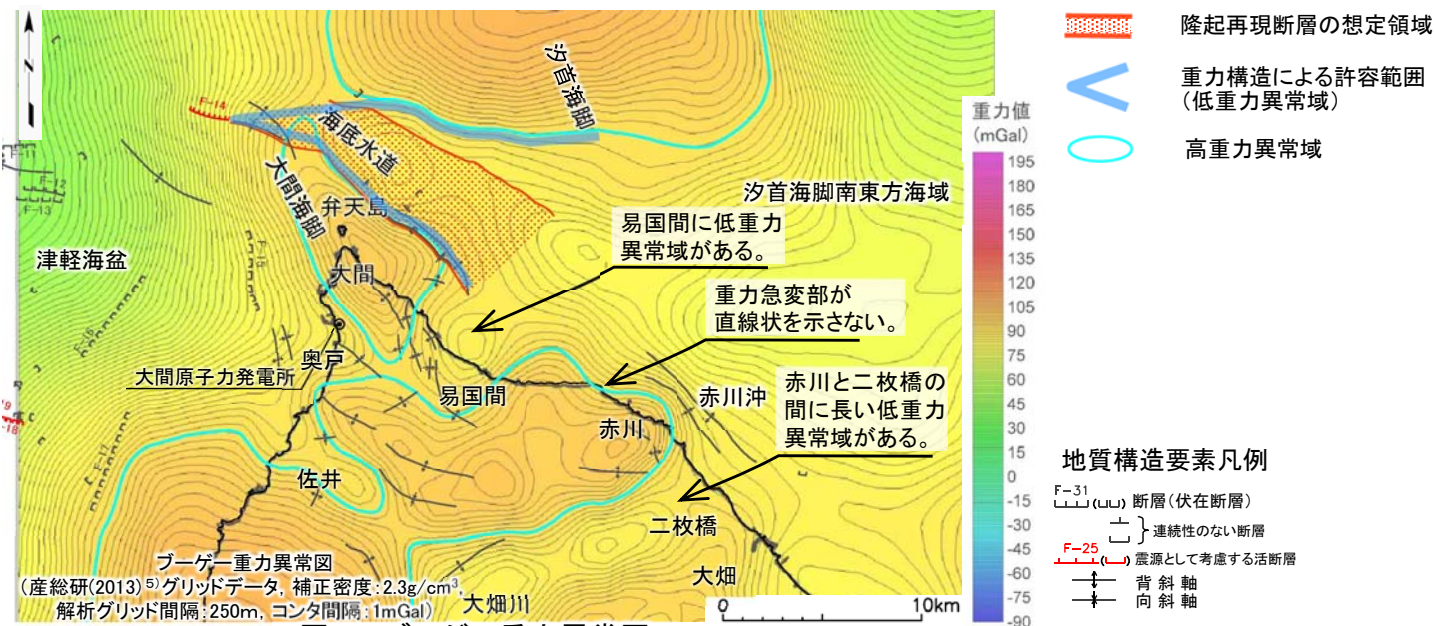 N
隆起再現断層の想定領域
重力構造による許容範囲
(低重力異常域)
高重力異常域
重力値
(mGal)
195
180
165
150
135
120
105
90
75
60
45
30
15
0
-15
-30
-45
-60
-75
-90
汐首海脚
F-14
海底水道
大間海脚
弁天島
汐首海脚南東方海域
F-11
F-12
F-13
F-15
津軽海盆
大間
易国間に低重力
異常域がある。
重力急変部が
直線状を示さない。
F-16
奥戸
大間原子力発電所
易国間
赤川沖
赤川と二枚橋の
間に長い低重力
異常域がある。
赤川
F-17
佐井
二枚橋
大畑
大畑川
ブーゲー重力異常図
(産総研(2013)⁵⁾グリッドデータ, 補正密度:2.3g/cm³,
解析グリッド間隔:250m, コンタ間隔:1mGal)
0 10km
地質構造要素凡例
F-31
断層(伏在断層)
連続性のない断層
F-25
震源として考慮する活断層
背斜軸
向斜軸